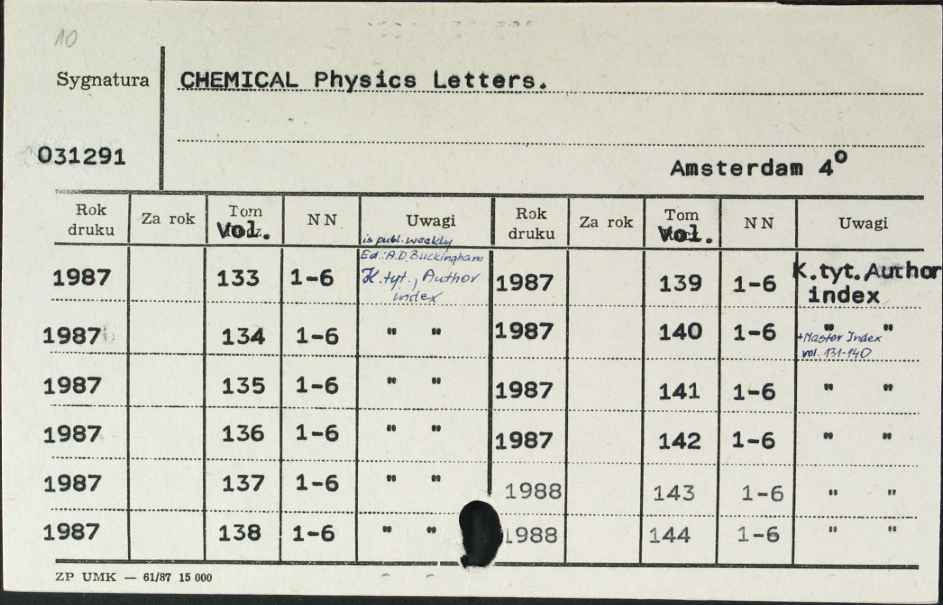 10
Sygnatura CHEMICAL Physics Letters.
031291
Amsterdam 4º
Rok druku Za rok Tom Vol. NN Uwagi Rok druku Za rok Tom Vol. NN Uwagi
is publ. weekly
Ed.: A.D. Buckingham
1987 133 1-6 K. tyt., Author index 1987 139 1-6 K.tyt.Author index
1987 134 1-6 " " 1987 140 1-6 " "
+Master Index
vol. 131-140
1987 135 1-6 " " 1987 141 1-6 " "
1987 136 1-6 " " 1987 142 1-6 " "
1987 137 1-6 " " 1988 143 1-6 " "
1987 138 1-6 " " 1988 144 1-6 " "
ZP UMK — 61/87 15 000